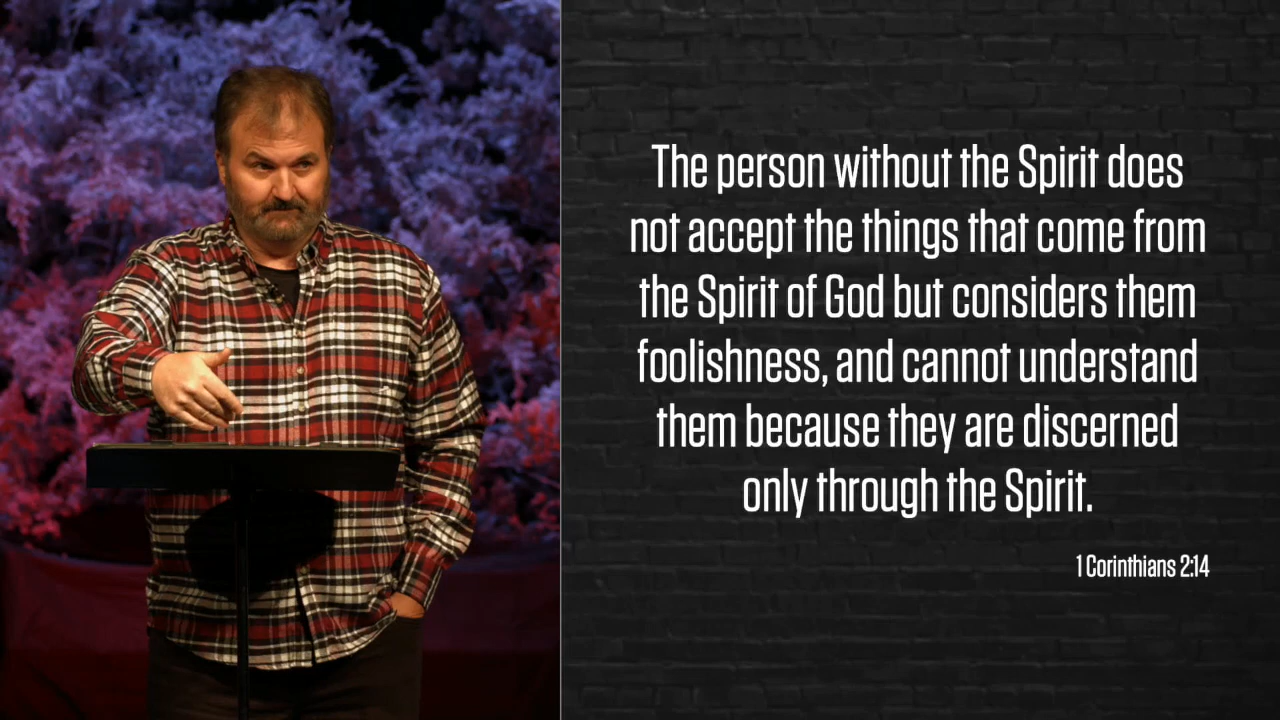 The person without the Spirit does
not accept the things that come from
the Spirit of God but considers them
foolishness, and cannot understand
them because they are discerned
only through the Spirit.
1 Corinthians 2:14